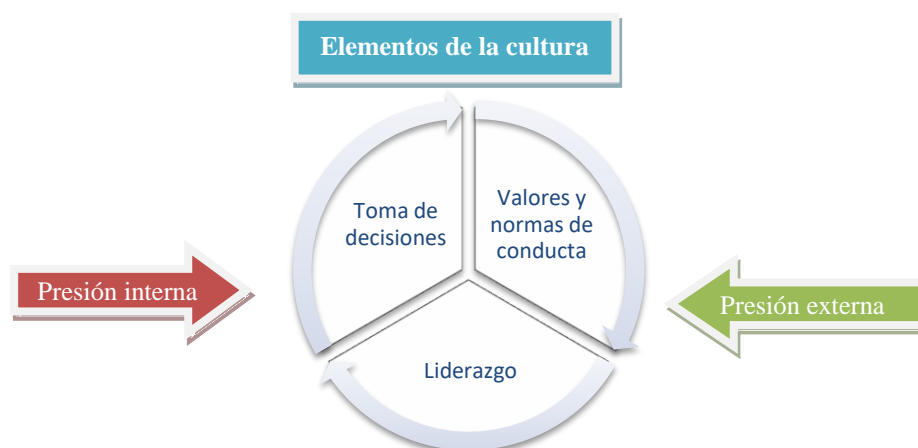 Elementos de la cultura
Toma de
decisiones
Valores y
normas de
conducta
Presión interna
Presión externa
Liderazgo